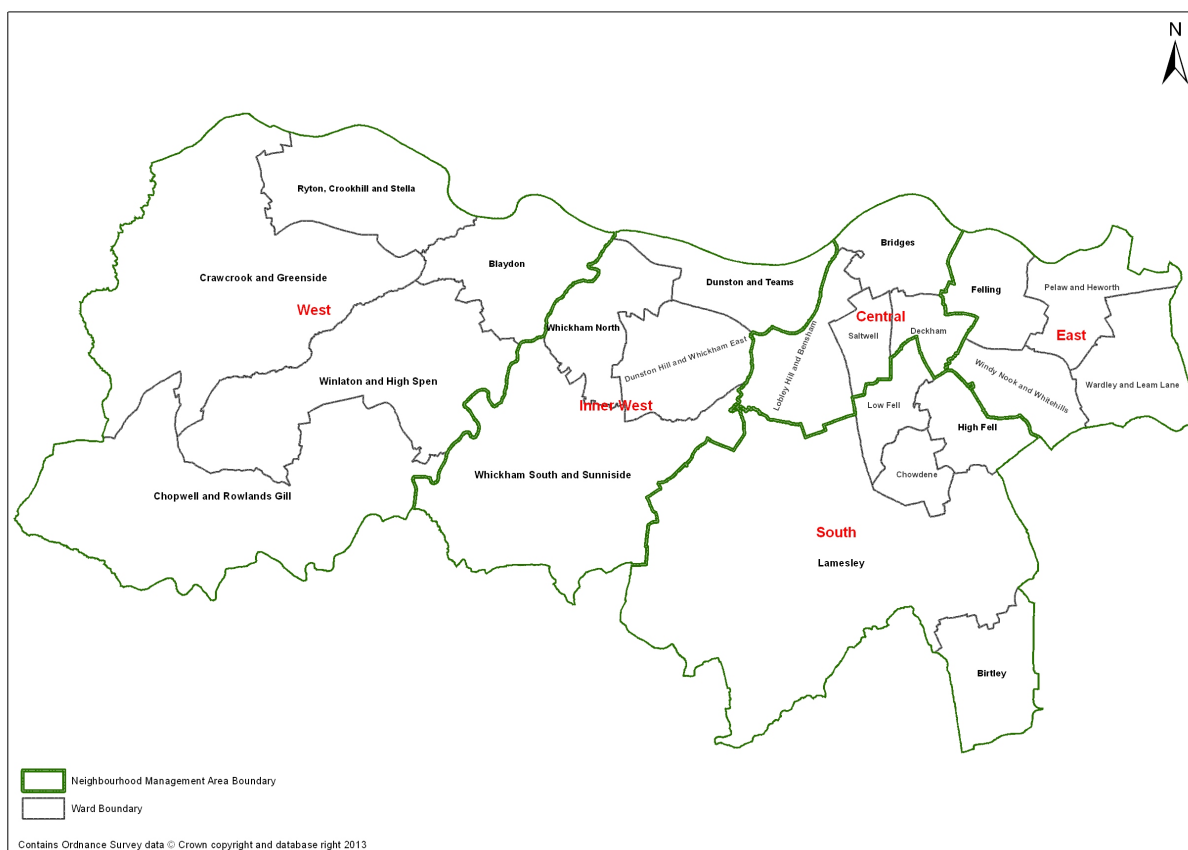 N
Ryton, Crookhill and Stella
Bridges
Blaydon
Crawcrook and Greenside
Dunston and Teams
Felling
Pelaw and Heworth
West
Central
Whickham North
Saltwell
Deckham
East
Dunston Hill and Whickham East
Lobley Hill and Bensham
Winlaton and High Spen
Windy Nook and Whitehills
Wardley and Leam Lane
Inner West
Low Fell
High Fell
Whickham South and Sunniside
Chowdene
Chopwell and Rowlands Gill
South
Lamesley
Birtley
Neighbourhood Management Area Boundary
Ward Boundary
Contains Ordnance Survey data © Crown copyright and database right 2013